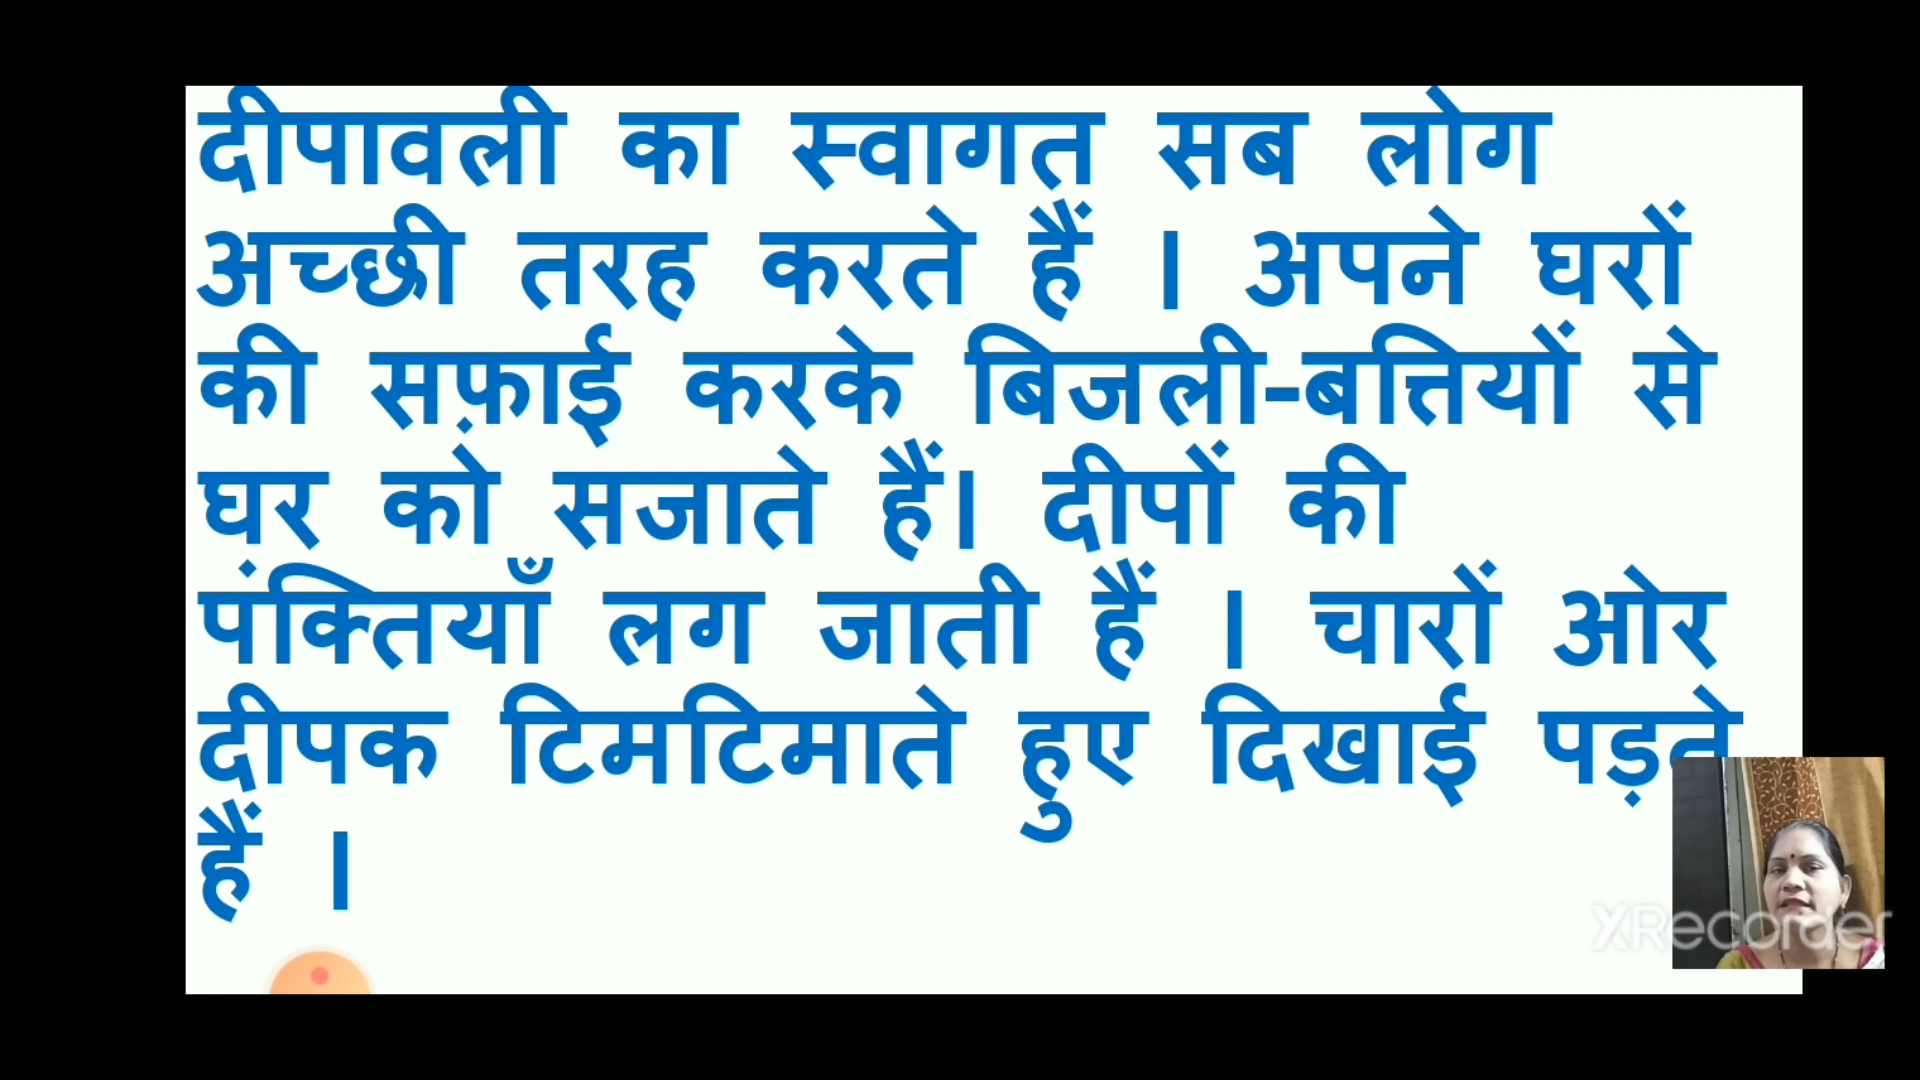 दीपावली का स्वागत सब लोग
अच्छी तरह करते हैं । अपने घरों
की सफ़ाई करके बिजली-बत्तियों से
घर को सजाते हैं। दीपों की
पंक्तियाँ लग जाती हैं । चारों ओर
दीपक टिमटिमाते हुए दिखाई पड़ते
हैं ।
XRecorder